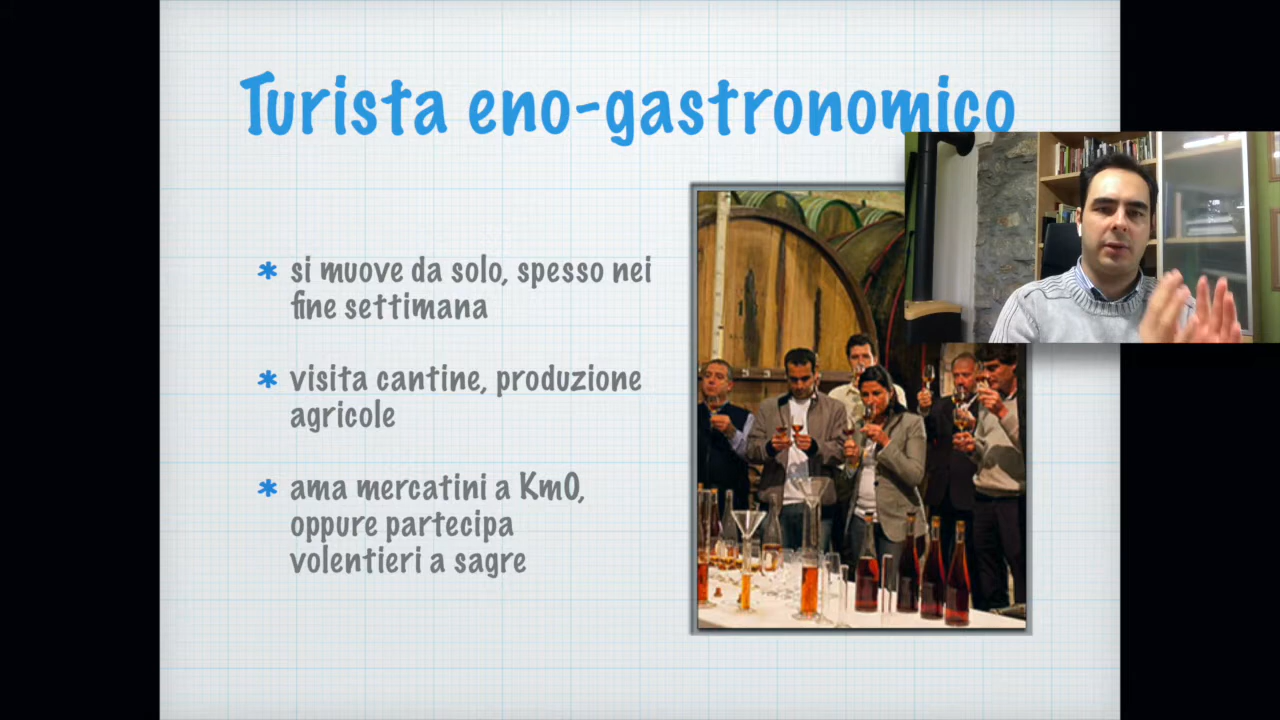 Turista eno-gastronomico
* si muove da solo, spesso nei
fine settimana
* visita cantine, produzione
agricole
* ama mercatini a Km0,
oppure partecipa
volentieri a sagre